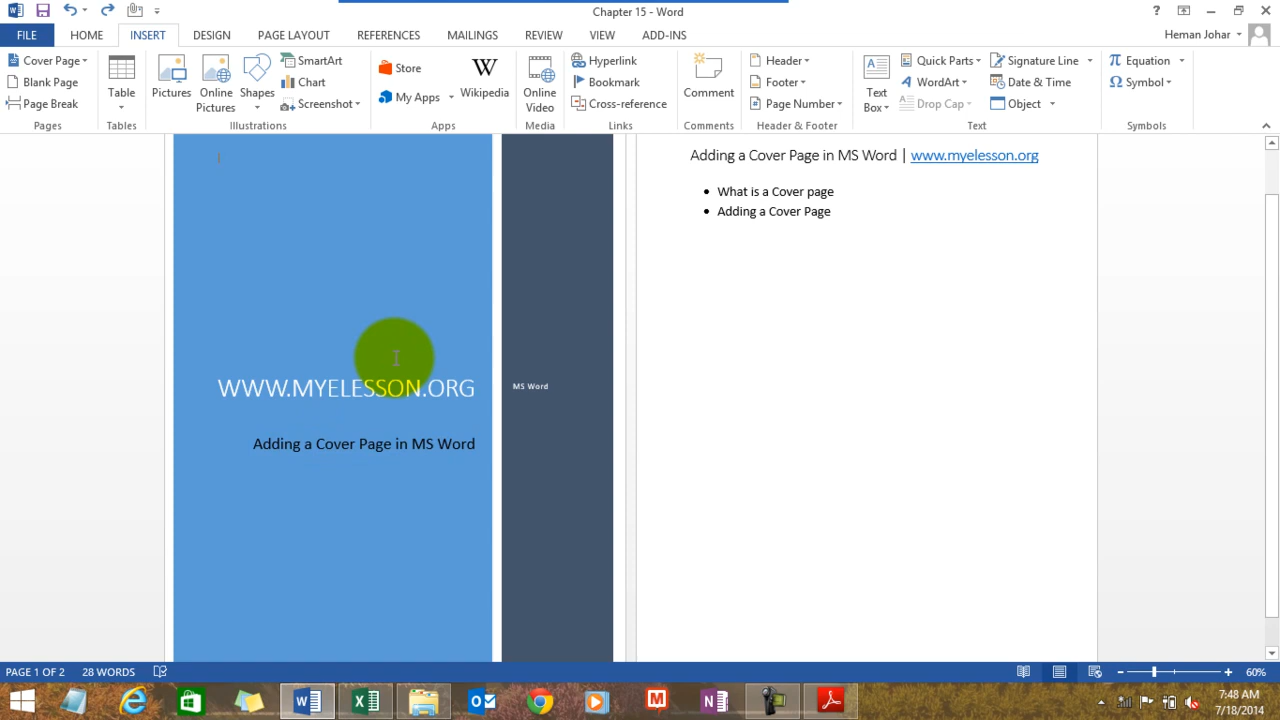 Chapter 15 - Word
?
FILE HOME INSERT DESIGN PAGE LAYOUT REFERENCES MAILINGS REVIEW VIEW ADD-INS
Heman Johar
Cover Page
Blank Page
Page Break
Pages
Table
Tables
Pictures
Online Pictures
Shapes
SmartArt
Chart
Screenshot
Illustrations
Store
My Apps
W
Wikipedia
Apps
Online Video
Media
Hyperlink
Bookmark
Cross-reference
Links
Comment
Comments
Header
Footer
Page Number
Header & Footer
Text Box
Quick Parts
WordArt
Drop Cap
Signature Line
Date & Time
Object
Text
Equation
Symbol
Symbols
WWW.MYELESSON.ORG
Adding a Cover Page in MS Word
MS Word
Adding a Cover Page in MS Word | www.myelesson.org
• What is a Cover page
• Adding a Cover Page
PAGE 1 OF 2 28 WORDS
60%
7:48 AM
7/18/2014